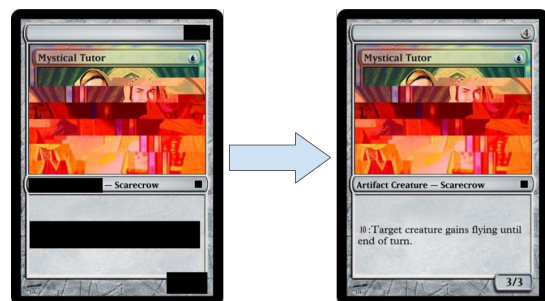 Mystical Tutor
— Scarecrow
4
Mystical Tutor
Artifact Creature — Scarecrow
10 :Target creature gains flying until
end of turn.
3/3